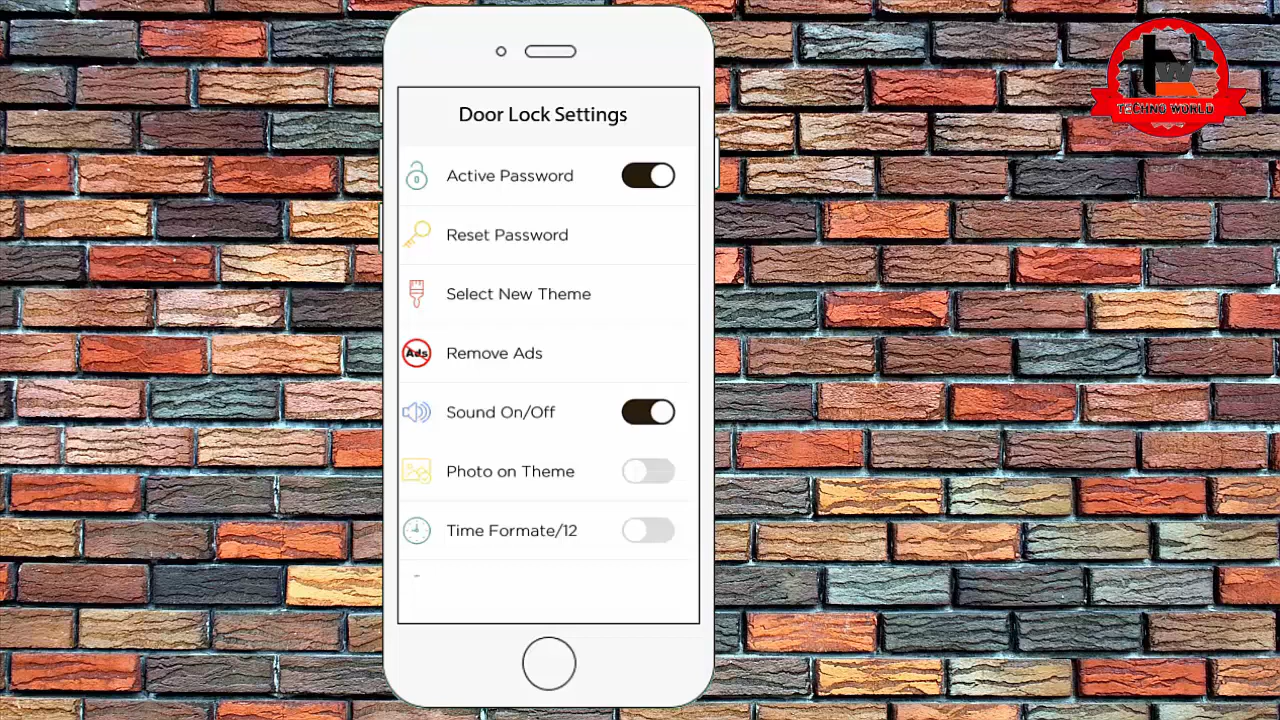 TW
TECHNO WORLD
Door Lock Settings
Active Password
Reset Password
Select New Theme
Ads
Remove Ads
Sound On/Off
Photo on Theme
Time Formate/12